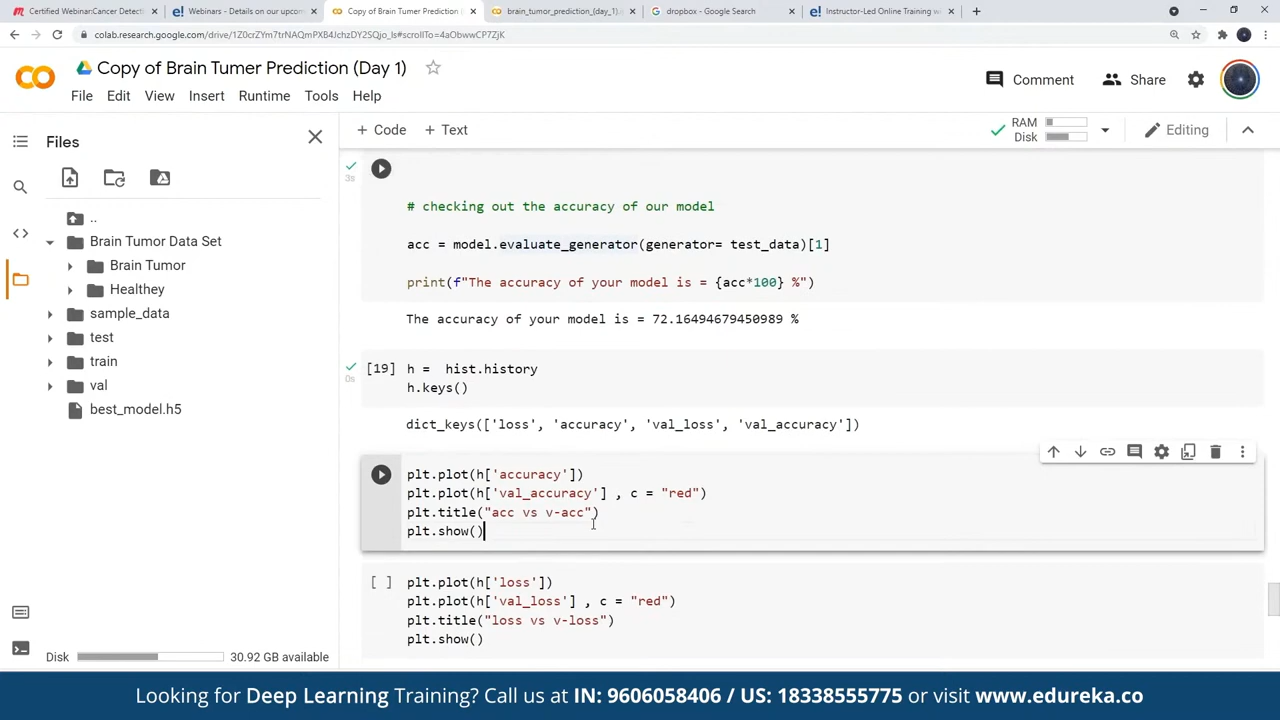 Certified Webinar:Cancer Detecti
Webinars - Details on our upcom
Copy of Brain Tumor Prediction (
brain_tumor_prediction_(day_1).i
dropbox - Google Search
Instructor-Led Online Training wi
colab.research.google.com/drive/1Z0crZYm7trNAQmPXB4JchzDY2SQjo_ls#scrollTo=4aObwwCP7ZjK
Copy of Brain Tumer Prediction (Day 1)
Comment
Share
File Edit View Insert Runtime Tools Help
Files
+ Code + Text
RAM
Disk
Editing
..
Brain Tumor Data Set
Brain Tumor
Healthey
sample_data
test
train
val
best_model.h5
3s
# checking out the accuracy of our model
acc = model.evaluate_generator(generator= test_data)[1]
print(f"The accuracy of your model is = {acc*100} %")
The accuracy of your model is = 72.16494679450989 %
0s
[19] h = hist.history
h.keys()
dict_keys(['loss', 'accuracy', 'val_loss', 'val_accuracy'])
plt.plot(h['accuracy'])
plt.plot(h['val_accuracy'] , c = "red")
plt.title("acc vs v-acc")
plt.show()
[ ] plt.plot(h['loss'])
plt.plot(h['val_loss'] , c = "red")
plt.title("loss vs v-loss")
plt.show()
Disk
30.92 GB available
Looking for Deep Learning Training? Call us at IN: 9606058406 / US: 18338555775 or visit www.edureka.co